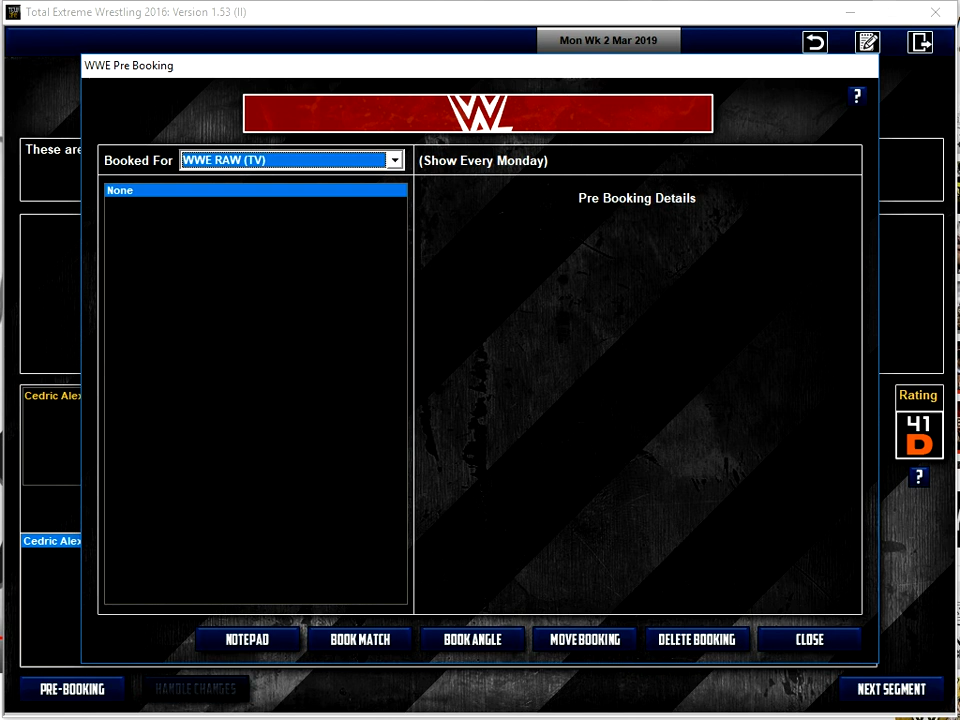 Total Extreme Wrestling 2016: Version 1.53 (II)
Mon Wk 2 Mar 2019
WWE Pre Booking
?
These are
Booked For WWE RAW (TV) (Show Every Monday)
None
Pre Booking Details
Cedric Alex
Rating
41
D
?
Cedric Alex
NOTEPAD BOOK MATCH BOOK ANGLE MOVE BOOKING DELETE BOOKING CLOSE
PRE-BOOKING HANDLE CHANGES NEXT SEGMENT